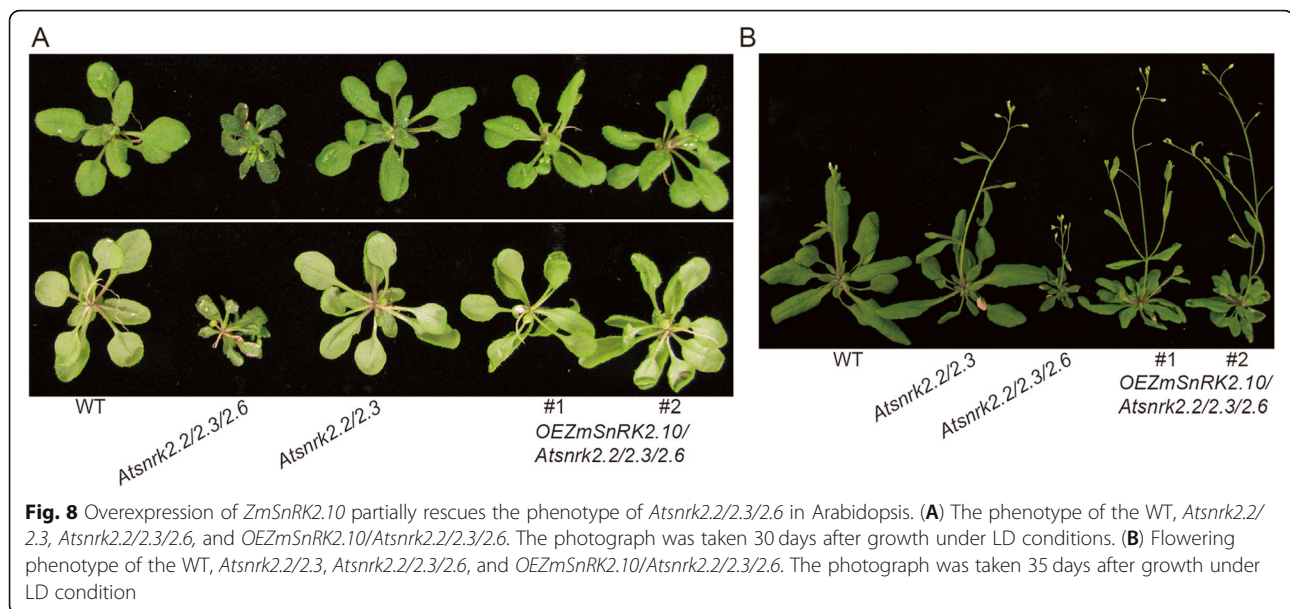 A
B
WT
Atsnrk2.2/2.3/2.6
Atsnrk2.2/2.3
#1
#2
OEZmSnRK2.10/
Atsnrk2.2/2.3/2.6
WT
Atsnrk2.2/2.3
Atsnrk2.2/2.3/2.6
#1
#2
OEZmSnRK2.10/
Atsnrk2.2/2.3/2.6
Fig. 8 Overexpression of ZmSnRK2.10 partially rescues the phenotype of Atsnrk2.2/2.3/2.6 in Arabidopsis. (A) The phenotype of the WT, Atsnrk2.2/
2.3, Atsnrk2.2/2.3/2.6, and OEZmSnRK2.10/Atsnrk2.2/2.3/2.6. The photograph was taken 30 days after growth under LD conditions. (B) Flowering
phenotype of the WT, Atsnrk2.2/2.3, Atsnrk2.2/2.3/2.6, and OEZmSnRK2.10/Atsnrk2.2/2.3/2.6. The photograph was taken 35 days after growth under
LD condition